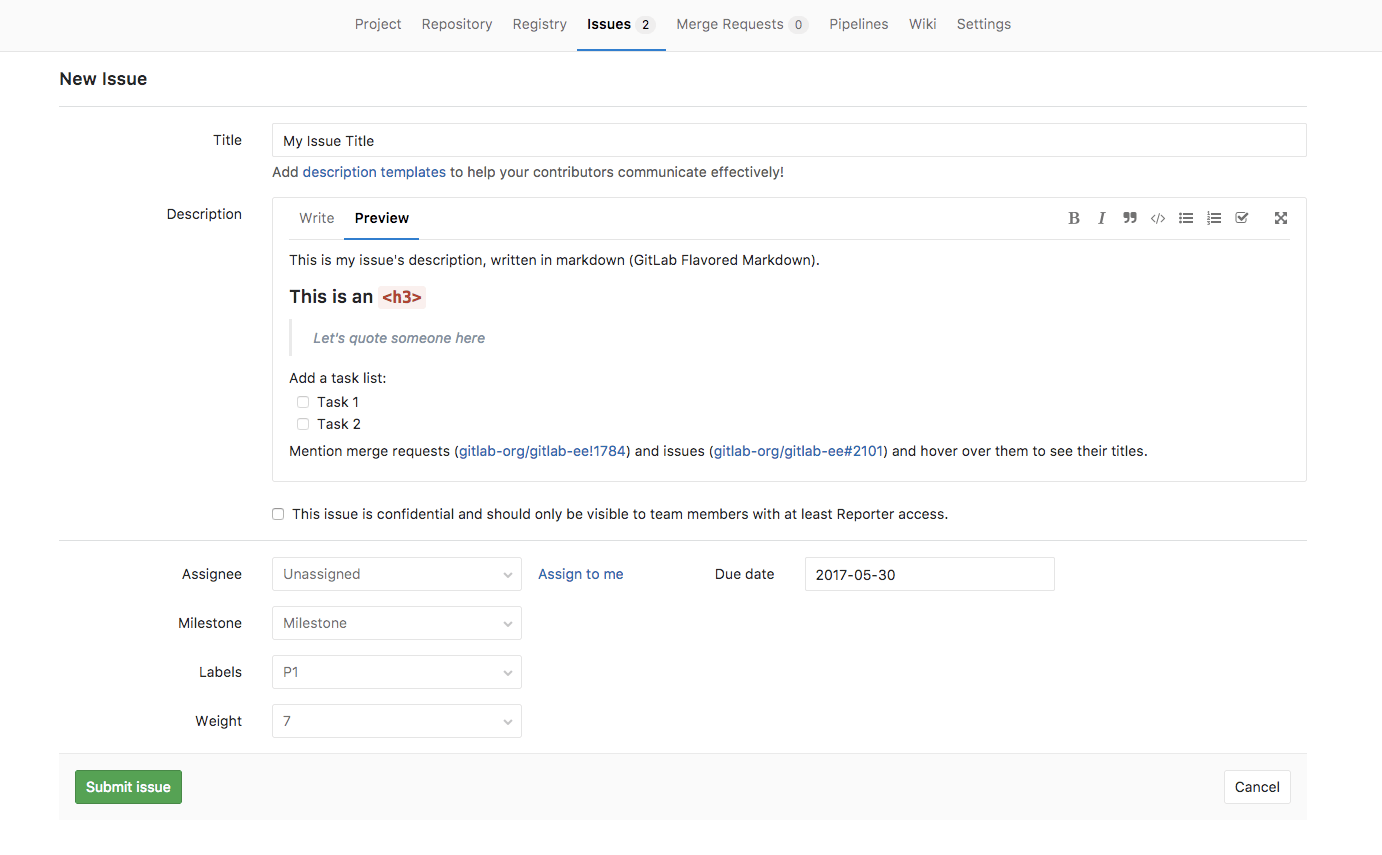 Project Repository Registry Issues 2 Merge Requests 0 Pipelines Wiki Settings
New Issue
Title My Issue Title
Add description templates to help your contributors communicate effectively!
Description Write Preview B I
This is my issue's description, written in markdown (GitLab Flavored Markdown).
This is an <h3>
Let's quote someone here
Add a task list:
Task 1
Task 2
Mention merge requests (gitlab-org/gitlab-ee!1784) and issues (gitlab-org/gitlab-ee#2101) and hover over them to see their titles.
This issue is confidential and should only be visible to team members with at least Reporter access.
Assignee Unassigned Assign to me Due date 2017-05-30
Milestone Milestone
Labels P1
Weight 7
Submit issue Cancel